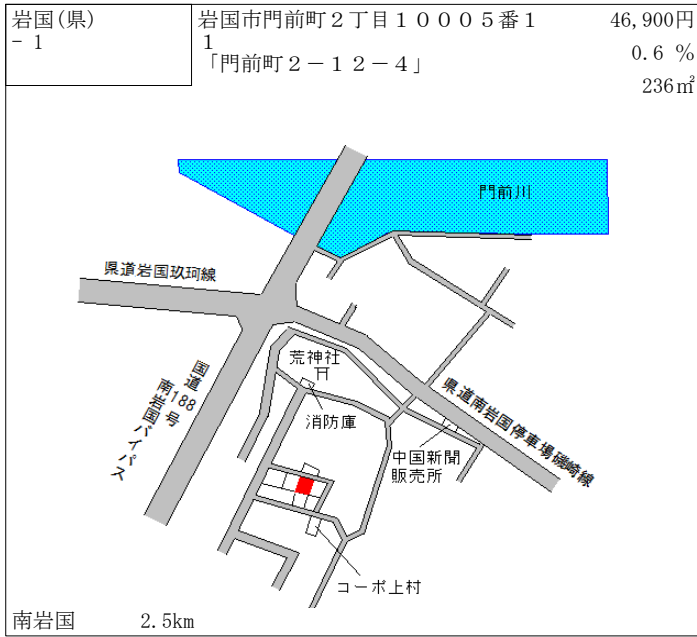 岩国(県)
- 1
岩国市門前町２丁目１０００５番１
１
「門前町２－１２－４」
46,900円
0.6 %
236㎡
門前川
県道岩国玖珂線
荒神社
国道188号
南岩国バイパス
消防庫
県道南岩国停車場磯崎線
中国新聞
販売所
コーポ上村
南岩国 2.5km